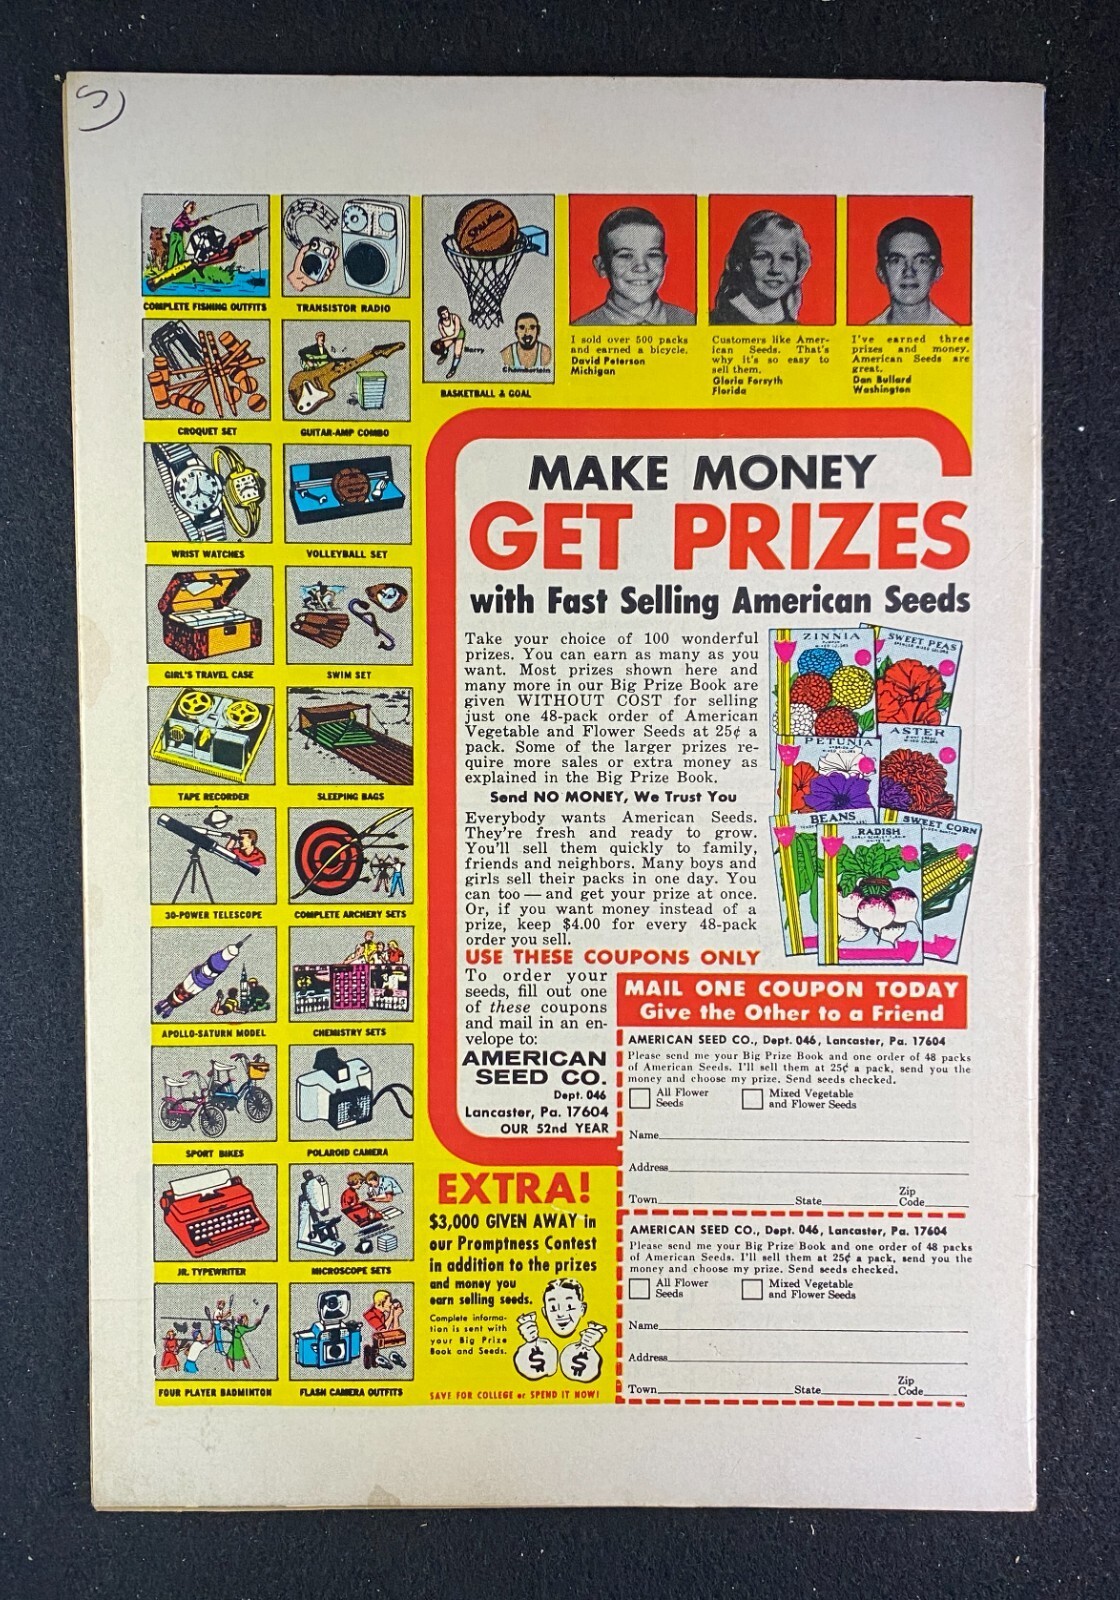 COMPLETE FISHING OUTFITS
TRANSISTOR RADIO
CROQUET SET
GUITAR-AMP COMBO
WRIST WATCHES
VOLLEYBALL SET
GIRL'S TRAVEL CASE
SWIM SET
TAPE RECORDER
SLEEPING BAGS
30-POWER TELESCOPE
COMPLETE ARCHERY SETS
APOLLO-SATURN MODEL
CHEMISTRY SETS
SPORT BIKES
POLAROID CAMERA
JR. TYPEWRITER
MICROSCOPE SETS
FOUR PLAYER BADMINTON
FLASH CAMERA OUTFITS
SPALDING
Barry
Chamberlain
BASKETBALL & GOAL
I sold over 500 packs
and earned a bicycle.
David Peterson
Michigan
Customers like Amer-
ican Seeds. That's
why it's so easy to
sell them.
Gloria Forsyth
Florida
I've earned three
prizes and money.
American Seeds are
great.
Dan Bullard
Washington
MAKE MONEY
GET PRIZES
with Fast Selling American Seeds
Take your choice of 100 wonderful
prizes. You can earn as many as you
want. Most prizes shown here and
many more in our Big Prize Book are
given WITHOUT COST for selling
just one 48-pack order of American
Vegetable and Flower Seeds at 25¢ a
pack. Some of the larger prizes re-
quire more sales or extra money as
explained in the Big Prize Book.
Send NO MONEY, We Trust You
Everybody wants American Seeds.
They're fresh and ready to grow.
You'll sell them quickly to family,
friends and neighbors. Many boys and
girls sell their packs in one day. You
can too — and get your prize at once.
Or, if you want money instead of a
prize, keep $4.00 for every 48-pack
order you sell.
USE THESE COUPONS ONLY
To order your
seeds, fill out one
of these coupons
and mail in an en-
velope to:
AMERICAN
SEED CO.
Dept. 046
Lancaster, Pa. 17604
OUR 52nd YEAR
ZINNIA
MIXED COLORS
SWEET PEAS
SPENCER MIXED COLORS
PETUNIA
MIXED COLORS
ASTER
BEANS
RADISH
SWEET CORN
MAIL ONE COUPON TODAY
Give the Other to a Friend
AMERICAN SEED CO., Dept. 046, Lancaster, Pa. 17604
Please send me your Big Prize Book and one order of 48 packs
of American Seeds. I'll sell them at 25¢ a pack, send you the
money and choose my prize. Send seeds checked.
All Flower
Seeds
Mixed Vegetable
and Flower Seeds
Name
Address
Town State Zip Code
AMERICAN SEED CO., Dept. 046, Lancaster, Pa. 17604
Please send me your Big Prize Book and one order of 48 packs
of American Seeds. I'll sell them at 25¢ a pack, send you the
money and choose my prize. Send seeds checked.
All Flower
Seeds
Mixed Vegetable
and Flower Seeds
Name
Address
Town State Zip Code
EXTRA!
$3,000 GIVEN AWAY in
our Promptness Contest
in addition to the prizes
and money you
earn selling seeds.
Complete informa-
tion is sent with
your Big Prize
Book and Seeds.
$ $
SAVE FOR COLLEGE or SPEND IT NOW!